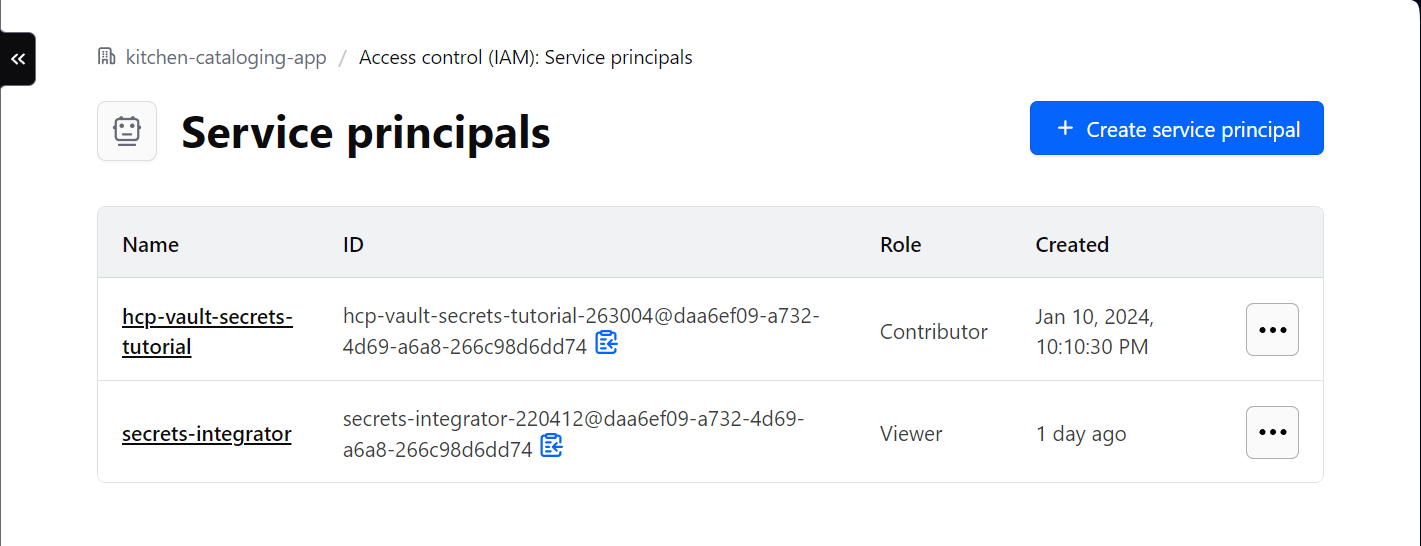 kitchen-cataloging-app / Access control (IAM): Service principals
Service principals
+ Create service principal
Name ID Role Created
hcp-vault-secrets- hcp-vault-secrets-tutorial-263004@daa6ef09-a732- Contributor Jan 10, 2024,
tutorial 4d69-a6a8-266c98d6dd74 10:10:30 PM
secrets-integrator secrets-integrator-220412@daa6ef09-a732-4d69- Viewer 1 day ago
a6a8-266c98d6dd74